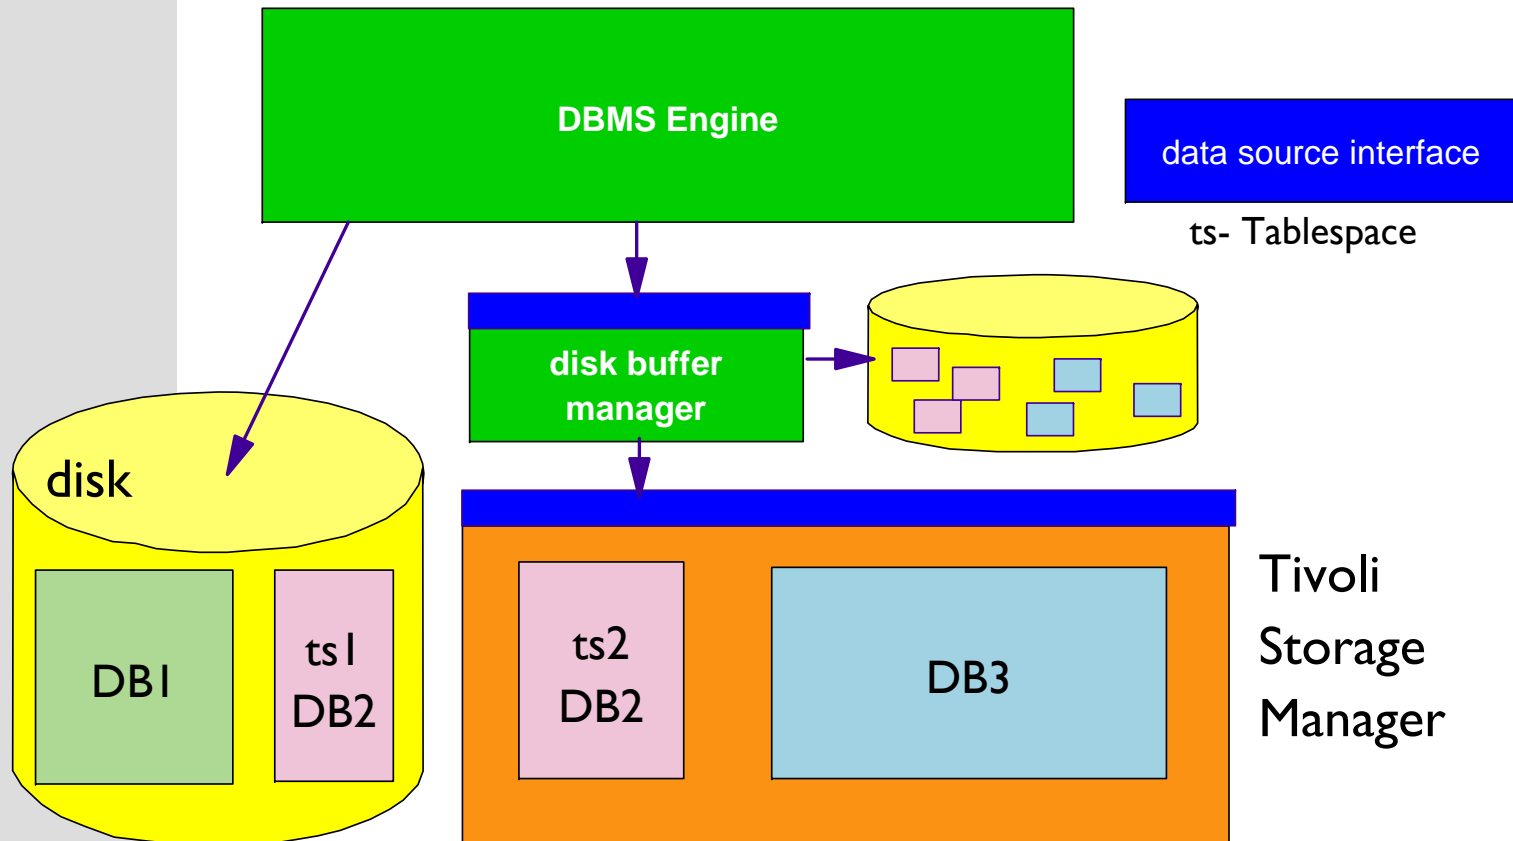 DBMS Engine
data source interface
ts- Tablespace
disk buffer
manager
disk
DB1
ts1
DB2
ts2
DB2
DB3
Tivoli
Storage
Manager